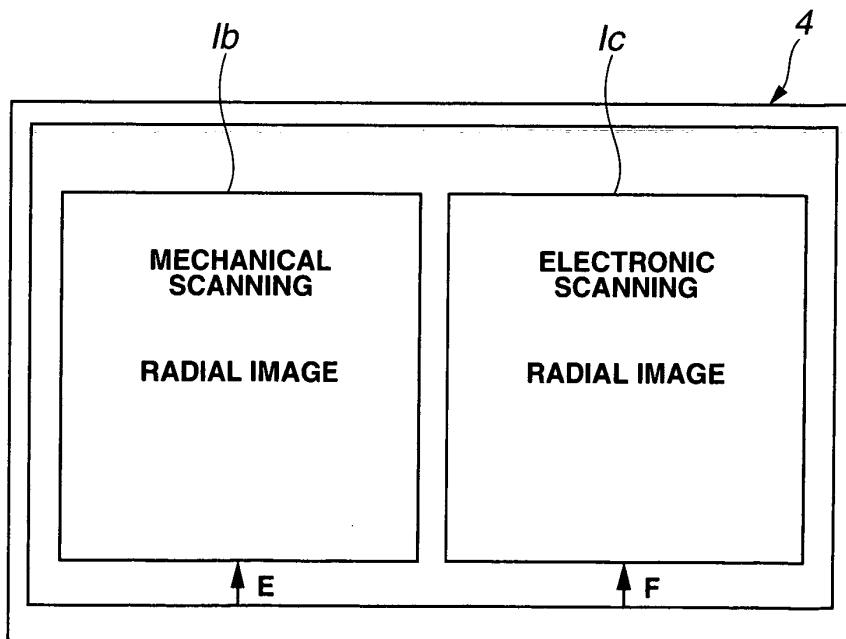 Ib
Ic
4
MECHANICAL
SCANNING
RADIAL IMAGE
ELECTRONIC
SCANNING
RADIAL IMAGE
E
F